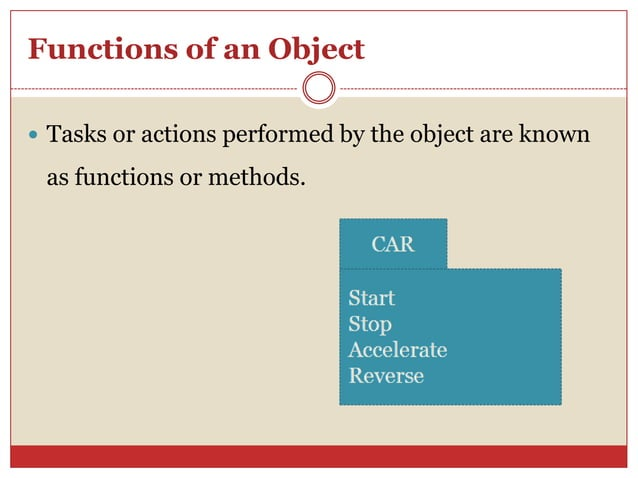 Functions of an Object
Tasks or actions performed by the object are known
as functions or methods.
CAR
Start
Stop
Accelerate
Reverse